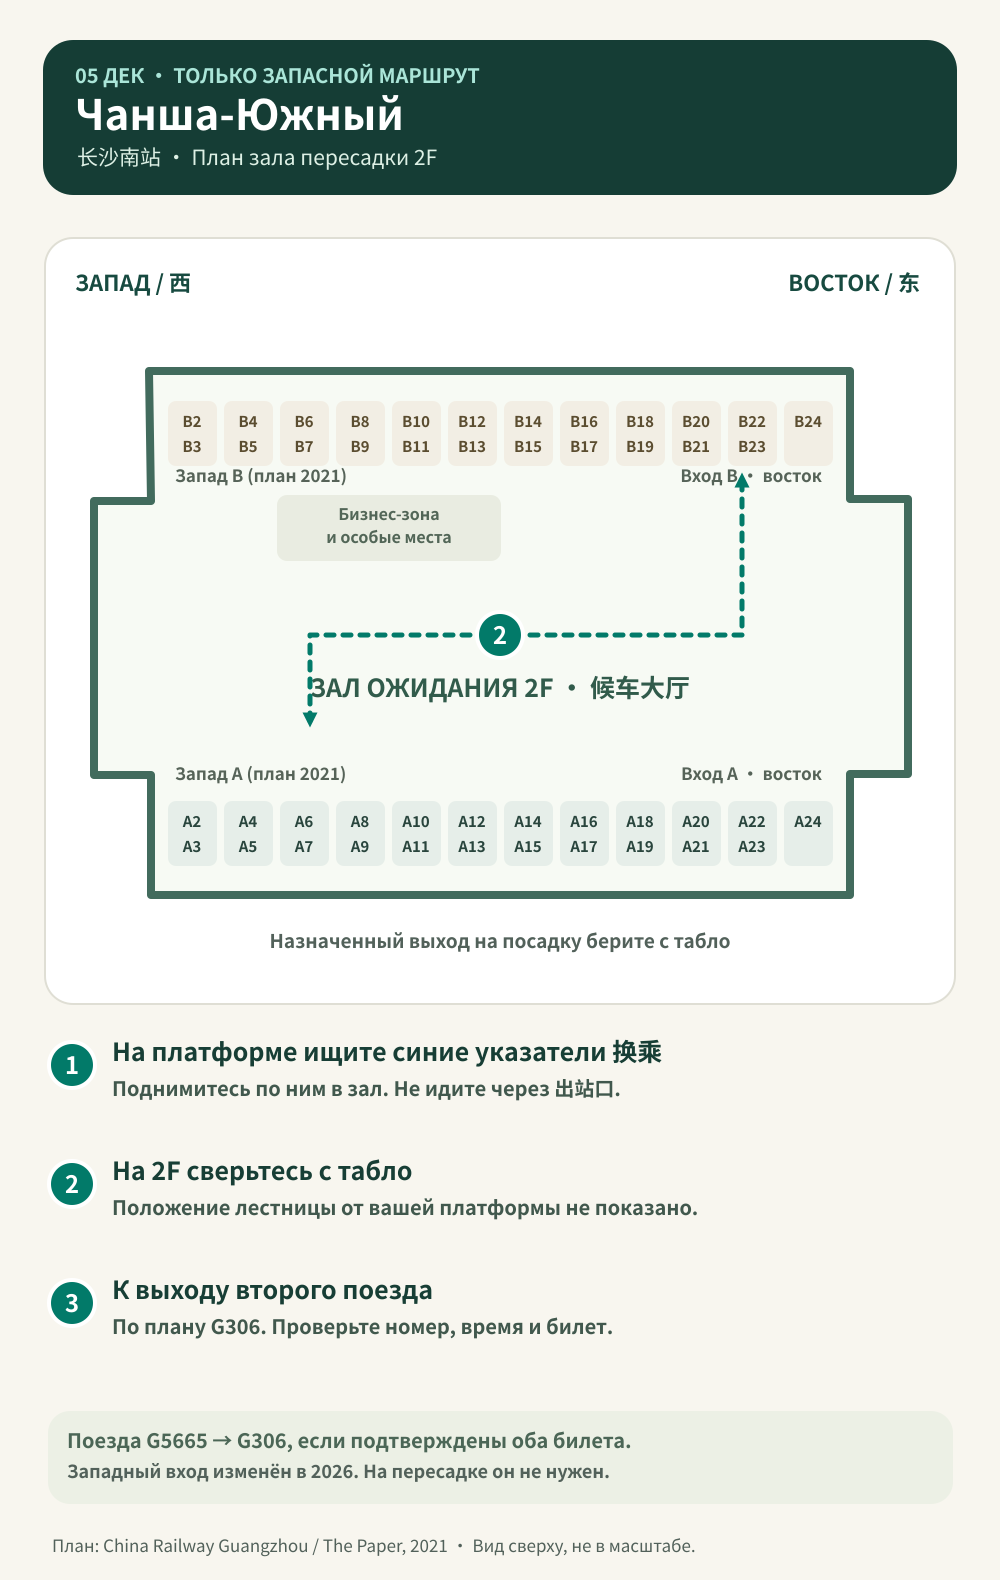 05 ДЕК • ТОЛЬКО ЗАПАСНОЙ МАРШРУТ
Чанша-Южный
长沙南站 • План зала пересадки 2F
ЗАПАД / 西
ВОСТОК / 东
B2 B4 B6 B8 B10 B12 B14 B16 B18 B20 B22 B24
B3 B5 B7 B9 B11 B13 B15 B17 B19 B21 B23
Запад B (план 2021)
Вход B • восток
Бизнес-зона
и особые места
2
ЗАЛ ОЖИДАНИЯ 2F • 候车大厅
Запад A (план 2021)
Вход A • восток
A2 A4 A6 A8 A10 A12 A14 A16 A18 A20 A22 A24
A3 A5 A7 A9 A11 A13 A15 A17 A19 A21 A23
Назначенный выход на посадку берите с табло
1
На платформе ищите синие указатели 换乘
Поднимитесь по ним в зал. Не идите через 出站口.
2
На 2F сверьтесь с табло
Положение лестницы от вашей платформы не показано.
3
К выходу второго поезда
По плану G306. Проверьте номер, время и билет.
Поезда G5665 → G306, если подтверждены оба билета.
Западный вход изменён в 2026. На пересадке он не нужен.
План: China Railway Guangzhou / The Paper, 2021 • Вид сверху, не в масштабе.